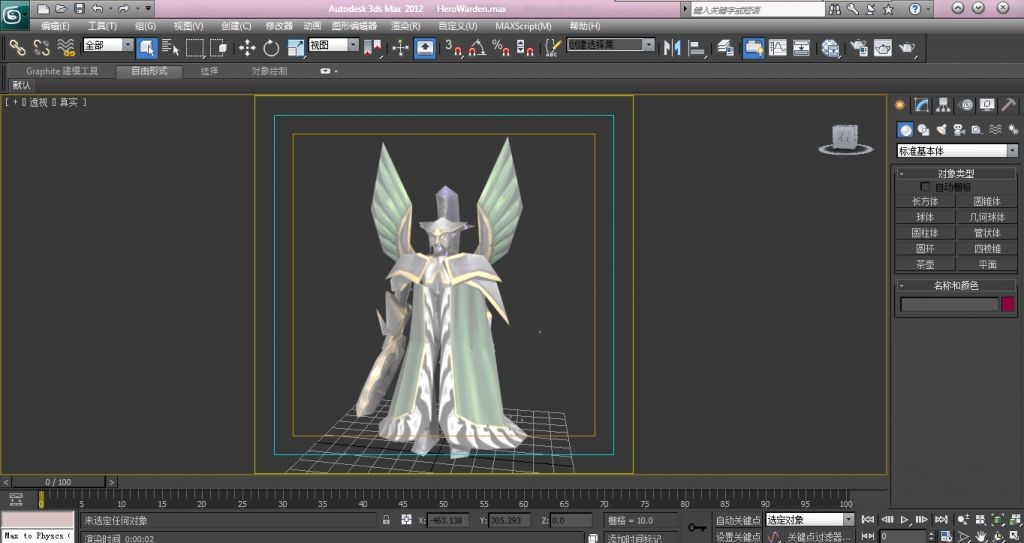 Autodesk 3ds Max 2012 HeroWarden.max
键入关键字或短语
编辑(E) 工具(T) 组(G) 视图(V) 创建(C) 修改器 动画 图形编辑器 渲染(R) 自定义(U) MAXScript(M) 帮助(H)
全部 视图 3 3 % ABC 创建选择集
Graphite 建模工具 自由形式 选择 对象绘制
默认
[ + ] [ 透视 ] [ 真实 ]
标准基本体
- 对象类型
自动栅格
长方体 圆锥体
球体 几何球体
圆柱体 管状体
圆环 四棱锥
茶壶 平面
- 名称和颜色
< 0 / 100 >
0 5 10 15 20 25 30 35 40 45 50 55 60 65 70 75 80 85 90 95 100
未选定任何对象 X: -463.138 Y: 305.293 Z: 0.0 栅格 = 10.0 自动关键点 选定对象
Max to Physcs ( 渲染时间 0:00:02 添加时间标记 设置关键点 关键点过滤器... 0